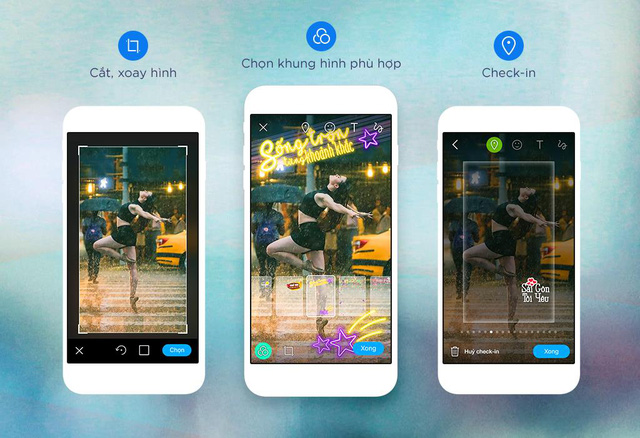 Cắt, xoay hình
Chọn khung hình phù hợp
Check-in
Sống trọn
từng khoảnh khắc
T
T
Sài Gòn
Tôi Yêu
Chọn
Xong
Huỷ check-in
Xong